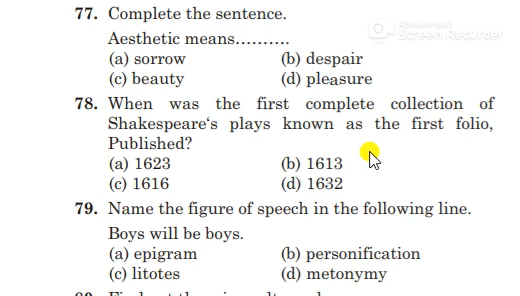 77. Complete the sentence.
Aesthetic means..........
(a) sorrow (b) despair
(c) beauty (d) pleasure
78. When was the first complete collection of
Shakespeare's plays known as the first folio,
Published?
(a) 1623 (b) 1613
(c) 1616 (d) 1632
79. Name the figure of speech in the following line.
Boys will be boys.
(a) epigram (b) personification
(c) litotes (d) metonymy
Screen Recorder